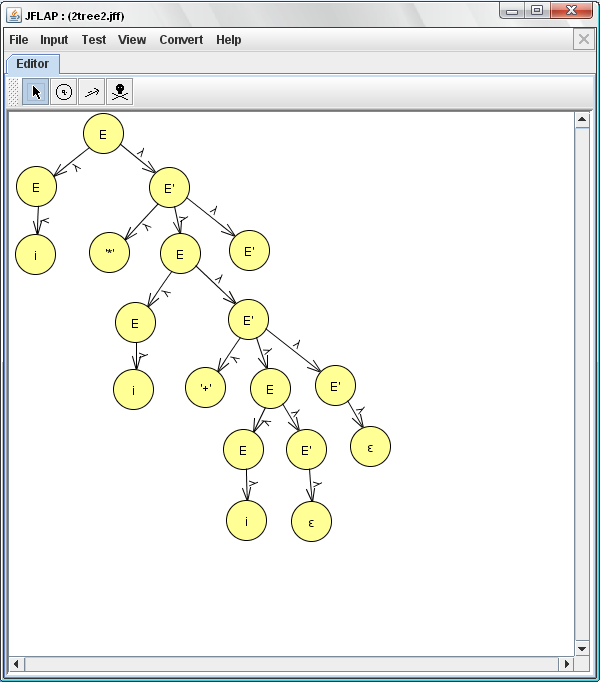 JFLAP : (2tree2.jff)
File Input Test View Convert Help
Editor
E
λ λ
E E'
λ λ λ λ
i '*' E E'
λ λ
E E'
λ λ λ λ
i '+' E E'
λ λ λ
E E' ε
λ λ
i ε